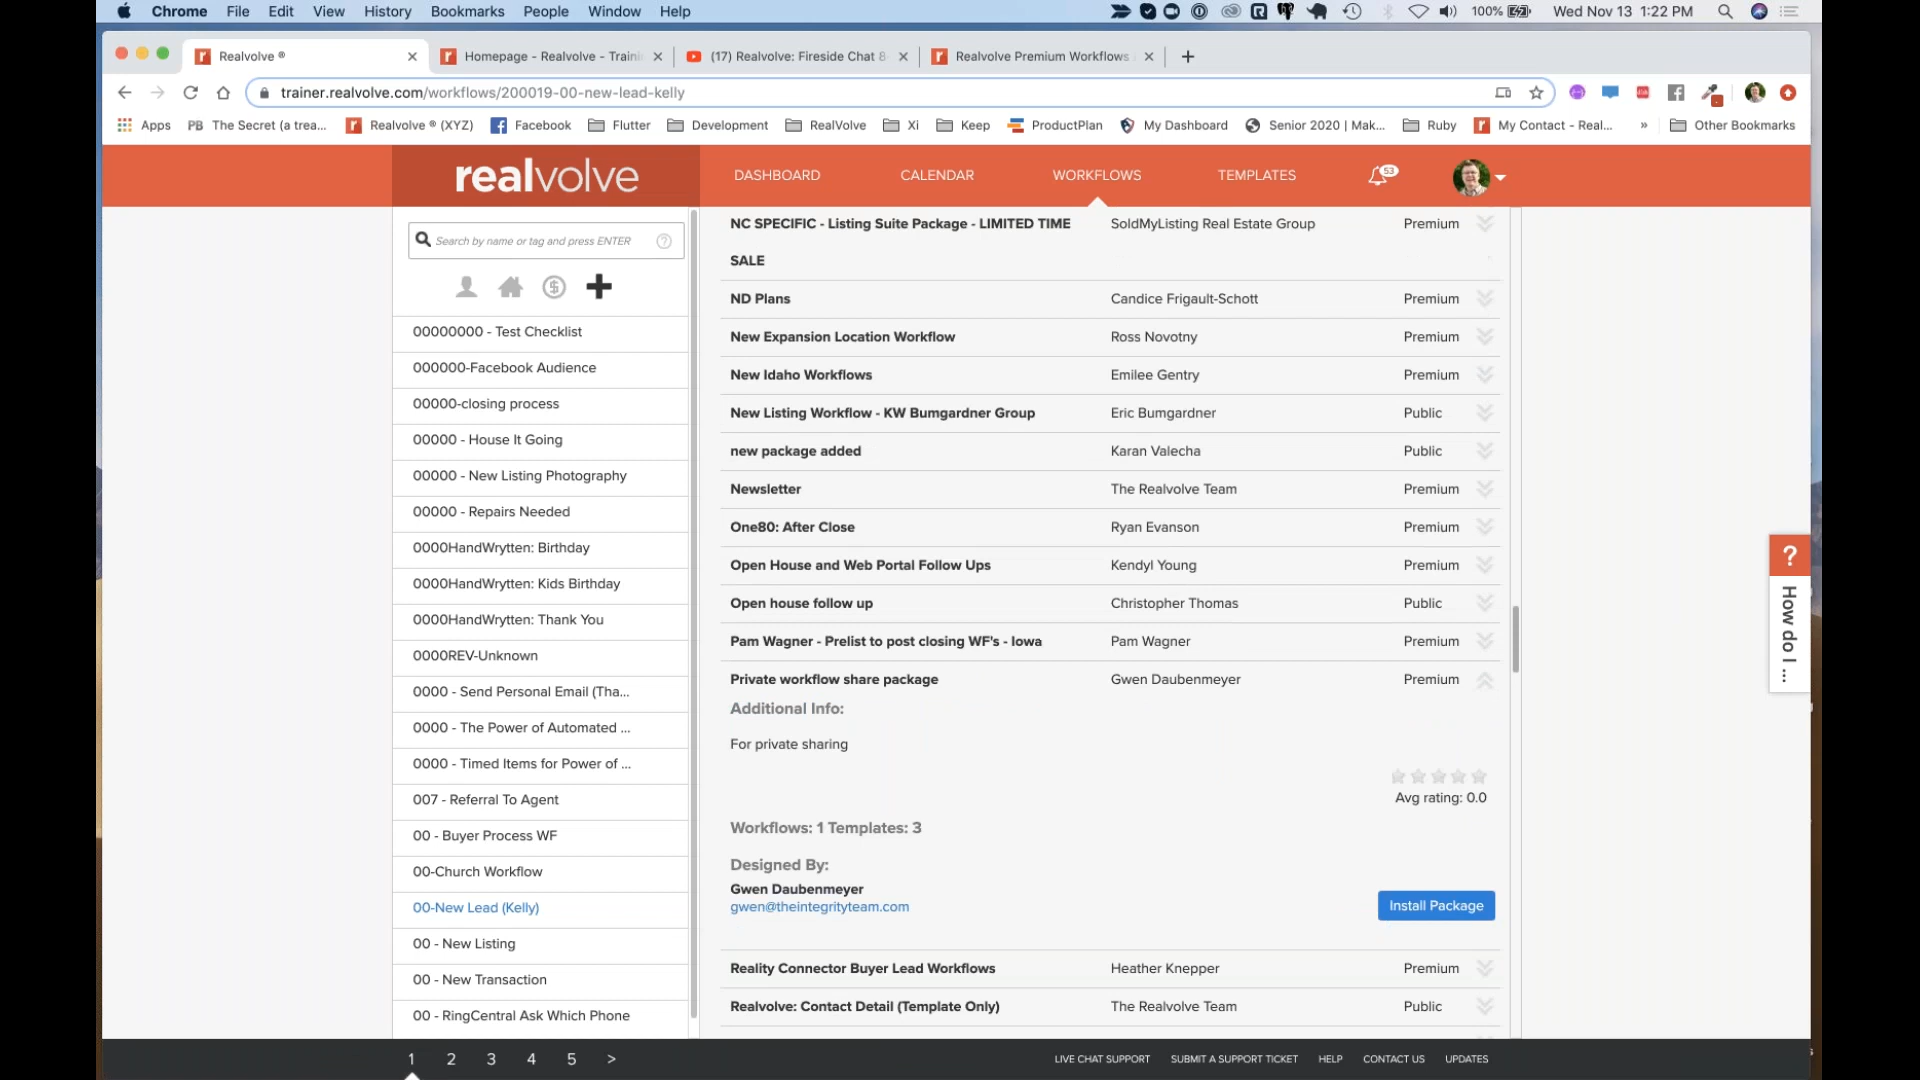 Chrome File Edit View History Bookmarks People Window Help 100% Wed Nov 13 1:22 PM
Realvolve ® Homepage - Realvolve - Traini (17) Realvolve: Fireside Chat 8- Realvolve Premium Workflows
trainer.realvolve.com/workflows/200019-00-new-lead-kelly
Apps PB The Secret (a trea... Realvolve ® (XYZ) Facebook Flutter Development RealVolve Xi Keep ProductPlan My Dashboard Senior 2020 | Mak... Ruby My Contact - Real... » Other Bookmarks
realvolve DASHBOARD CALENDAR WORKFLOWS TEMPLATES 53
Search by name or tag and press ENTER
00000000 - Test Checklist
000000-Facebook Audience
00000-closing process
00000 - House It Going
00000 - New Listing Photography
00000 - Repairs Needed
0000HandWrytten: Birthday
0000HandWrytten: Kids Birthday
0000HandWrytten: Thank You
0000REV-Unknown
0000 - Send Personal Email (Tha...
0000 - The Power of Automated ...
0000 - Timed Items for Power of ...
007 - Referral To Agent
00 - Buyer Process WF
00-Church Workflow
00-New Lead (Kelly)
00 - New Listing
00 - New Transaction
00 - RingCentral Ask Which Phone
NC SPECIFIC - Listing Suite Package - LIMITED TIME SoldMyListing Real Estate Group Premium
SALE
ND Plans Candice Frigault-Schott Premium
New Expansion Location Workflow Ross Novotny Premium
New Idaho Workflows Emilee Gentry Premium
New Listing Workflow - KW Bumgardner Group Eric Bumgardner Public
new package added Karan Valecha Public
Newsletter The Realvolve Team Premium
One80: After Close Ryan Evanson Premium
Open House and Web Portal Follow Ups Kendyl Young Premium
Open house follow up Christopher Thomas Public
Pam Wagner - Prelist to post closing WF's - Iowa Pam Wagner Premium
Private workflow share package Gwen Daubenmeyer Premium
Additional Info:
For private sharing
Avg rating: 0.0
Workflows: 1 Templates: 3
Designed By:
Gwen Daubenmeyer
gwen@theintegrityteam.com
Install Package
Reality Connector Buyer Lead Workflows Heather Knepper Premium
Realvolve: Contact Detail (Template Only) The Realvolve Team Public
? How do I ...
1 2 3 4 5 > LIVE CHAT SUPPORT SUBMIT A SUPPORT TICKET HELP CONTACT US UPDATES